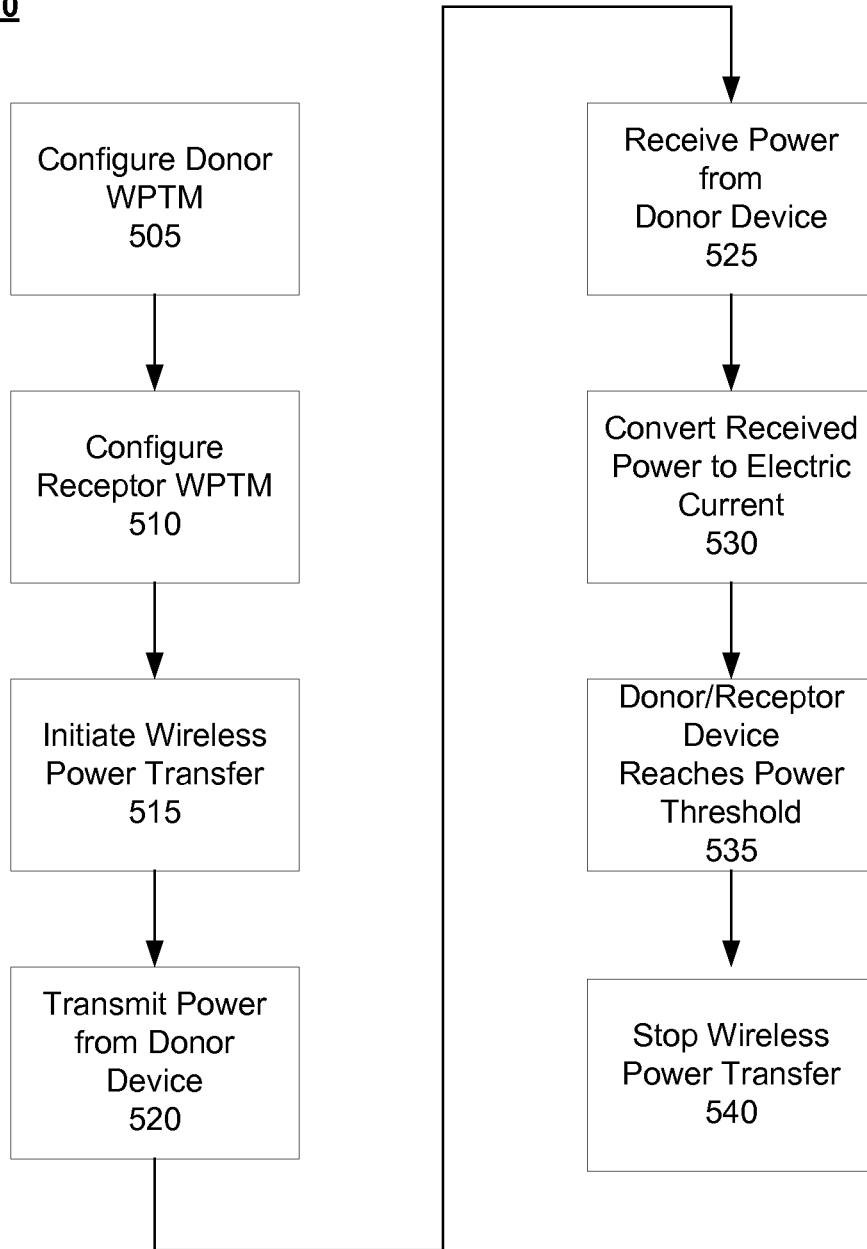 0
Configure Donor
WPTM
505
Configure
Receptor WPTM
510
Initiate Wireless
Power Transfer
515
Transmit Power
from Donor
Device
520
Receive Power
from
Donor Device
525
Convert Received
Power to Electric
Current
530
Donor/Receptor
Device
Reaches Power
Threshold
535
Stop Wireless
Power Transfer
540